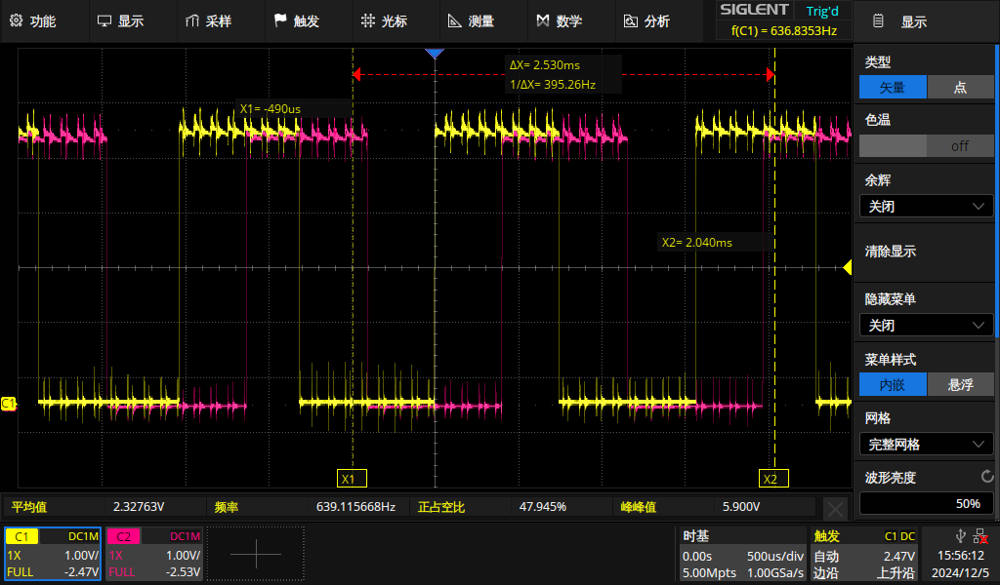 功能 显示 采样 触发 光标 测量 数学 分析 SIGLENT Trig'd 显示
f(C1) = 636.8353Hz
ΔX= 2.530ms
1/ΔX= 395.26Hz
X1= -490us
X2= 2.040ms
C1
X1
X2
类型
矢量 点
色温
off
余辉
关闭
清除显示
隐藏菜单
关闭
菜单样式
内嵌 悬浮
网格
完整网格
波形亮度
50%
平均值 2.32763V 频率 639.115668Hz 正占空比 47.945% 峰峰值 5.900V
C1 DC1M C2 DC1M 时基 触发 C1 DC
1X 1.00V/ 1X 1.00V/ 0.00s 500us/div 自动 2.47V 15:56:12
FULL -2.47V FULL -2.53V 5.00Mpts 1.00GSa/s 边沿 上升沿 2024/12/5